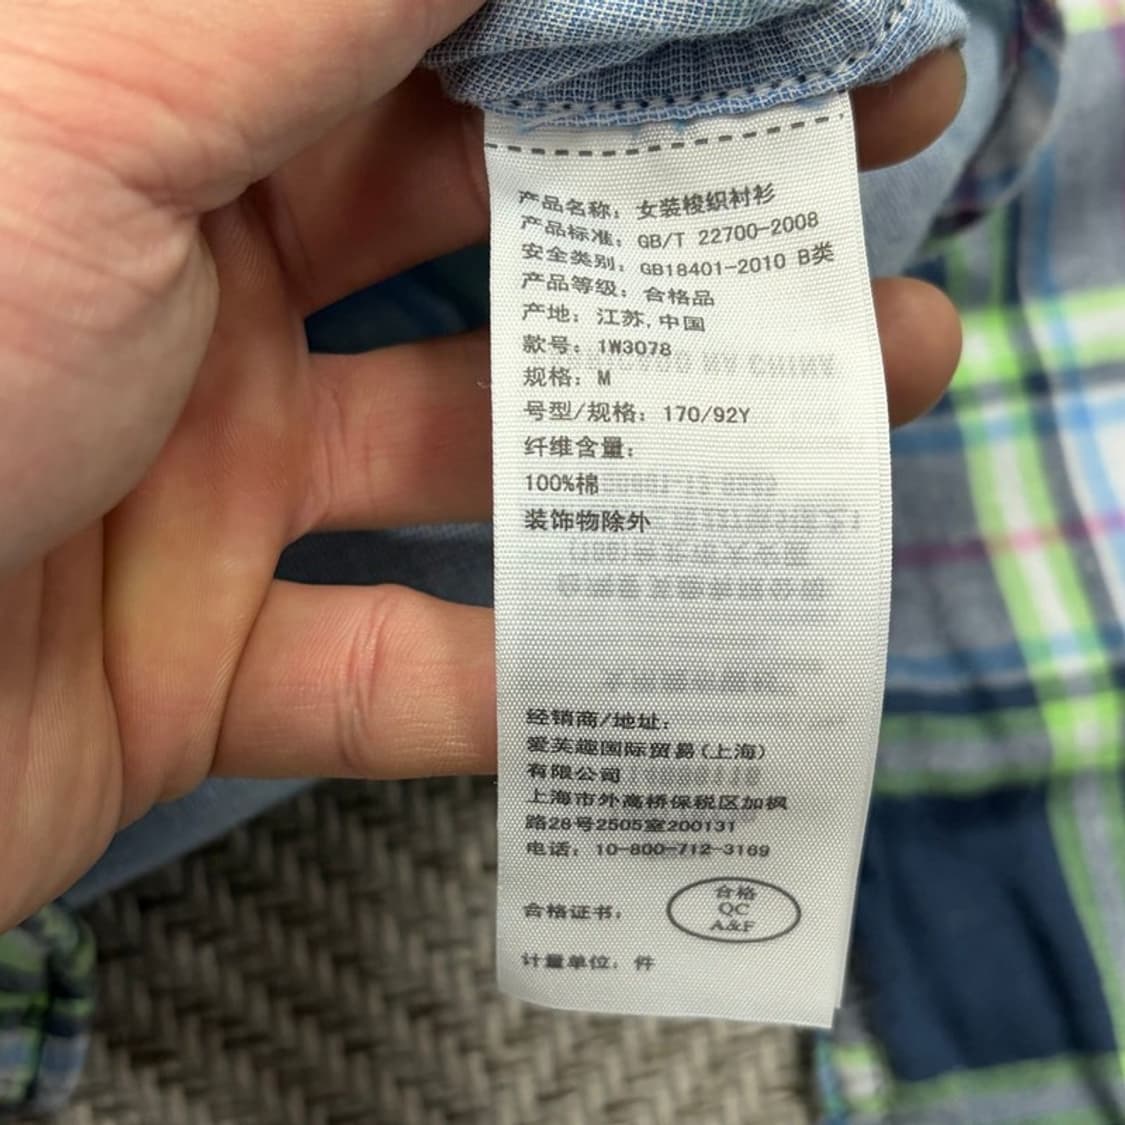 产品名称：女装梭织衬衫
产品标准：GB/T 22700-2008
安全类别：GB18401-2010 B类
产品等级：合格品
产地：江苏,中国
款号：1W3078
规格：M
号型/规格：170/92Y
纤维含量：
100%棉
装饰物除外
经销商/地址：
爱芙趣国际贸易(上海)
有限公司
上海市外高桥保税区加枫
路28号2505室200131
电话：10-800-712-3169
合格证书：
合格
QC
A&F
计量单位：件